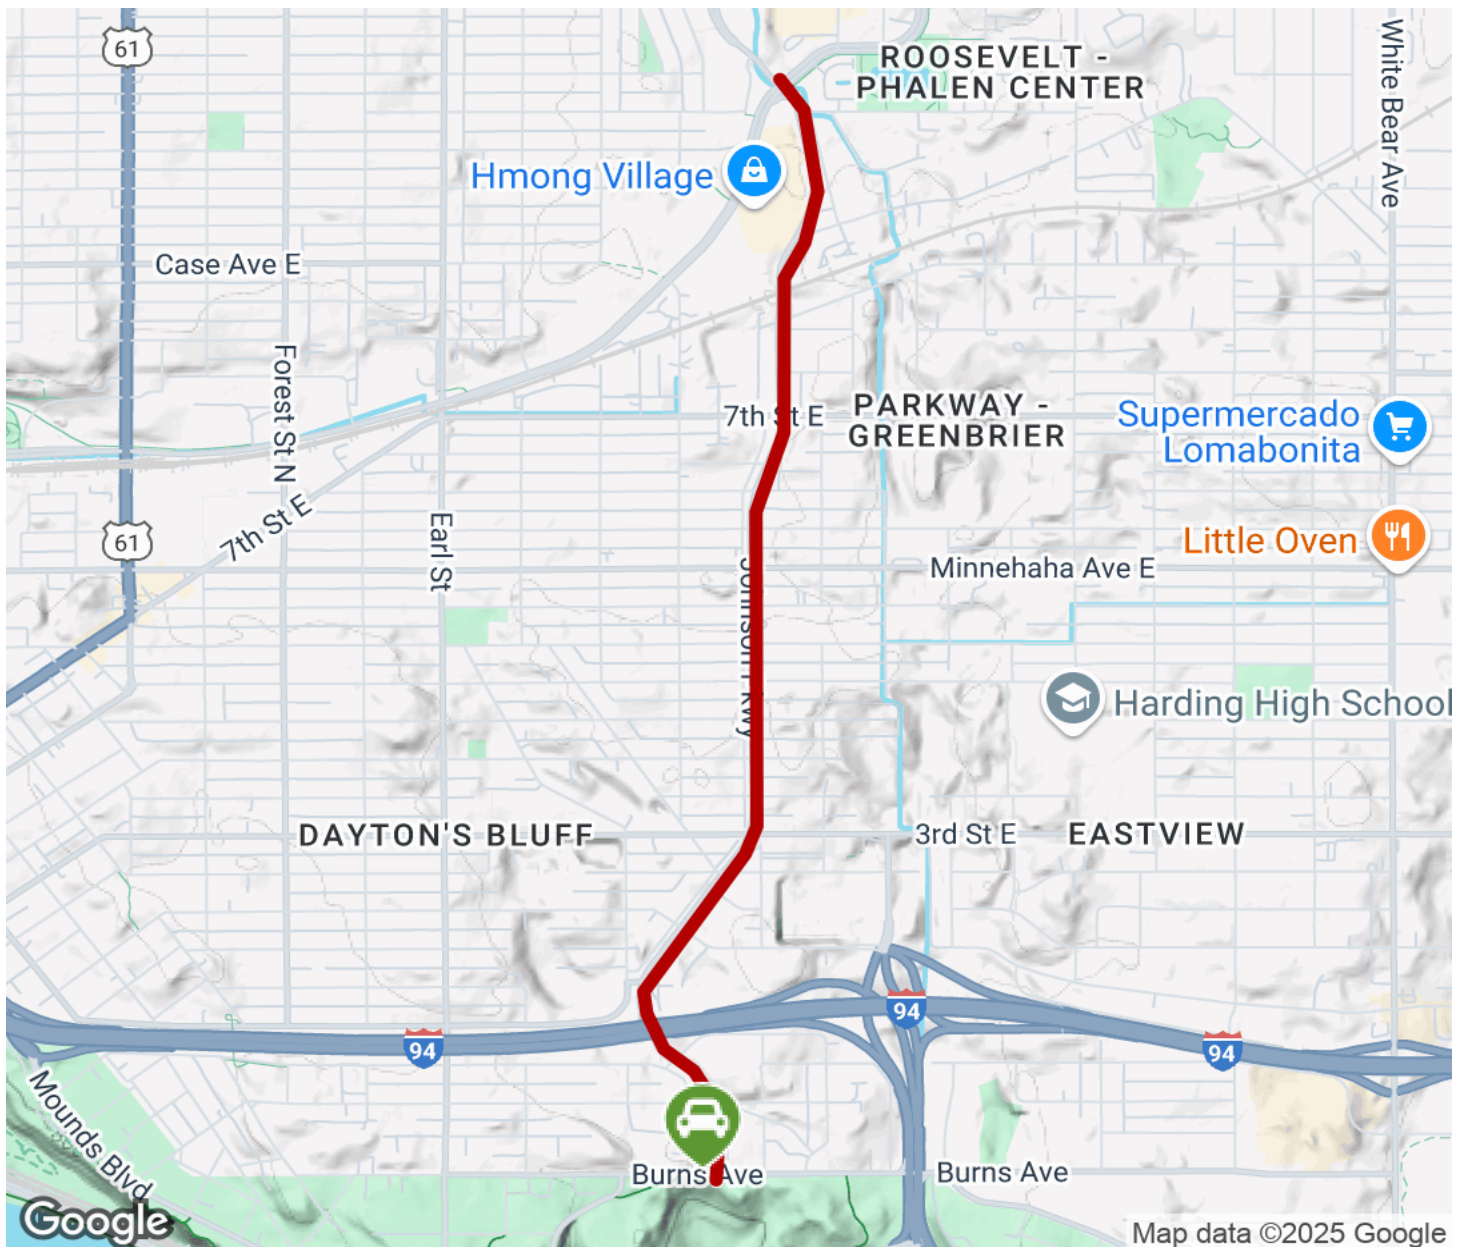 61
ROOSEVELT -
PHALEN CENTER
White Bear Ave
Hmong Village
Case Ave E
Forest St N
7th St E
PARKWAY -
GREENBRIER
Supermercado
Lomabonita
7th St E
Earl St
61
Little Oven
Minnehaha Ave E
Johnson Pkwy
Harding High School
DAYTON'S BLUFF
3rd St E
EASTVIEW
94
94
94
Mounds Blvd
Burns Ave
Burns Ave
Google
Map data ©2025 Google